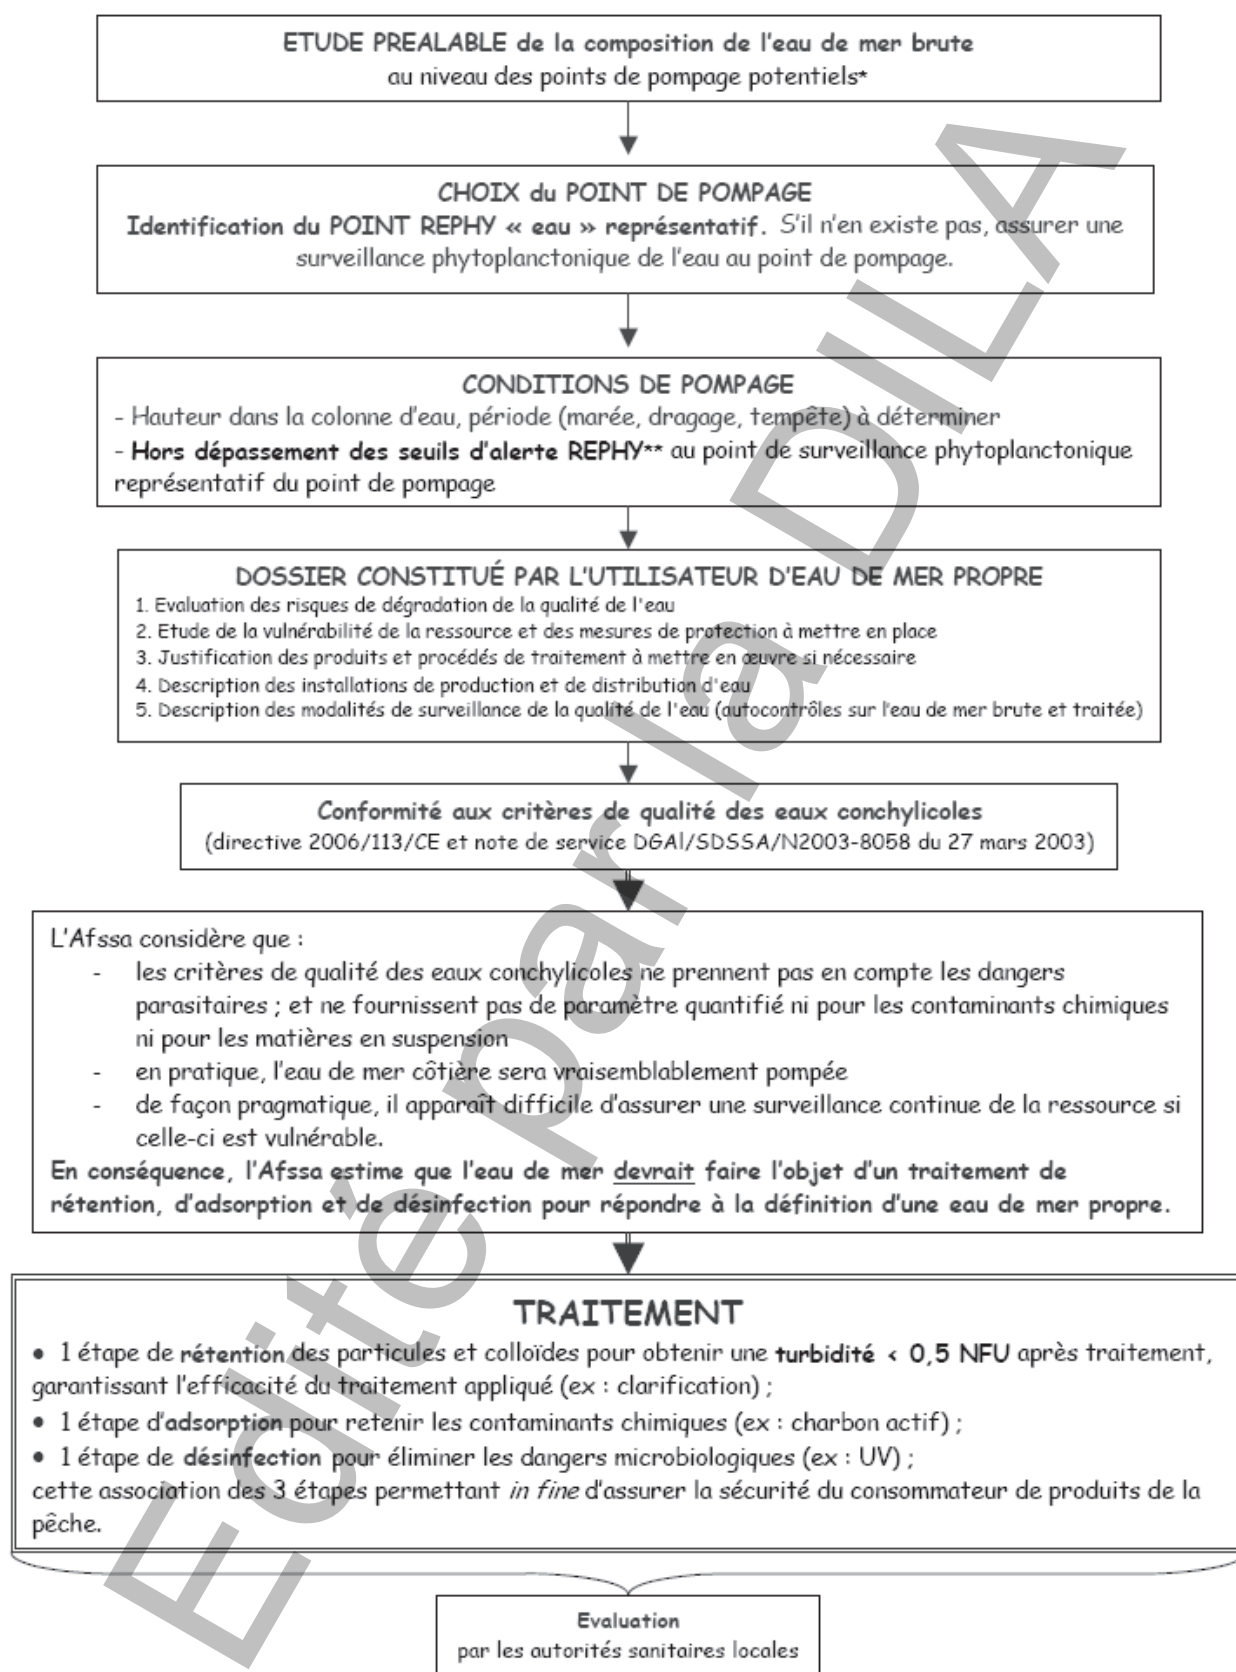 ETUDE PREALABLE de la composition de l'eau de mer brute
au niveau des points de pompage potentiels*
CHOIX du POINT DE POMPAGE
Identification du POINT REPHY « eau » représentatif. S'il n'en existe pas, assurer une
surveillance phytoplanctonique de l'eau au point de pompage.
CONDITIONS DE POMPAGE
- Hauteur dans la colonne d'eau, période (marée, dragage, tempête) à déterminer
- Hors dépassement des seuils d'alerte REPHY** au point de surveillance phytoplanctonique
représentatif du point de pompage
DOSSIER CONSTITUÉ PAR L'UTILISATEUR D'EAU DE MER PROPRE
1. Evaluation des risques de dégradation de la qualité de l'eau
2. Etude de la vulnérabilité de la ressource et des mesures de protection à mettre en place
3. Justification des produits et procédés de traitement à mettre en œuvre si nécessaire
4. Description des installations de production et de distribution d'eau
5. Description des modalités de surveillance de la qualité de l'eau (autocontrôles sur l'eau de mer brute et traitée)
Conformité aux critères de qualité des eaux conchylicoles
(directive 2006/113/CE et note de service DGAl/SDSSA/N2003-8058 du 27 mars 2003)
L'Afssa considère que :
- les critères de qualité des eaux conchylicoles ne prennent pas en compte les dangers
parasitaires ; et ne fournissent pas de paramètre quantifié ni pour les contaminants chimiques
ni pour les matières en suspension
- en pratique, l'eau de mer côtière sera vraisemblablement pompée
- de façon pragmatique, il apparaît difficile d'assurer une surveillance continue de la ressource si
celle-ci est vulnérable.
En conséquence, l'Afssa estime que l'eau de mer devrait faire l'objet d'un traitement de
rétention, d'adsorption et de désinfection pour répondre à la définition d'une eau de mer propre.
TRAITEMENT
• 1 étape de rétention des particules et colloïdes pour obtenir une turbidité < 0,5 NFU après traitement,
garantissant l'efficacité du traitement appliqué (ex : clarification) ;
• 1 étape d'adsorption pour retenir les contaminants chimiques (ex : charbon actif) ;
• 1 étape de désinfection pour éliminer les dangers microbiologiques (ex : UV) ;
cette association des 3 étapes permettant in fine d'assurer la sécurité du consommateur de produits de la
pêche.
Evaluation
par les autorités sanitaires locales
Edité par la DILA